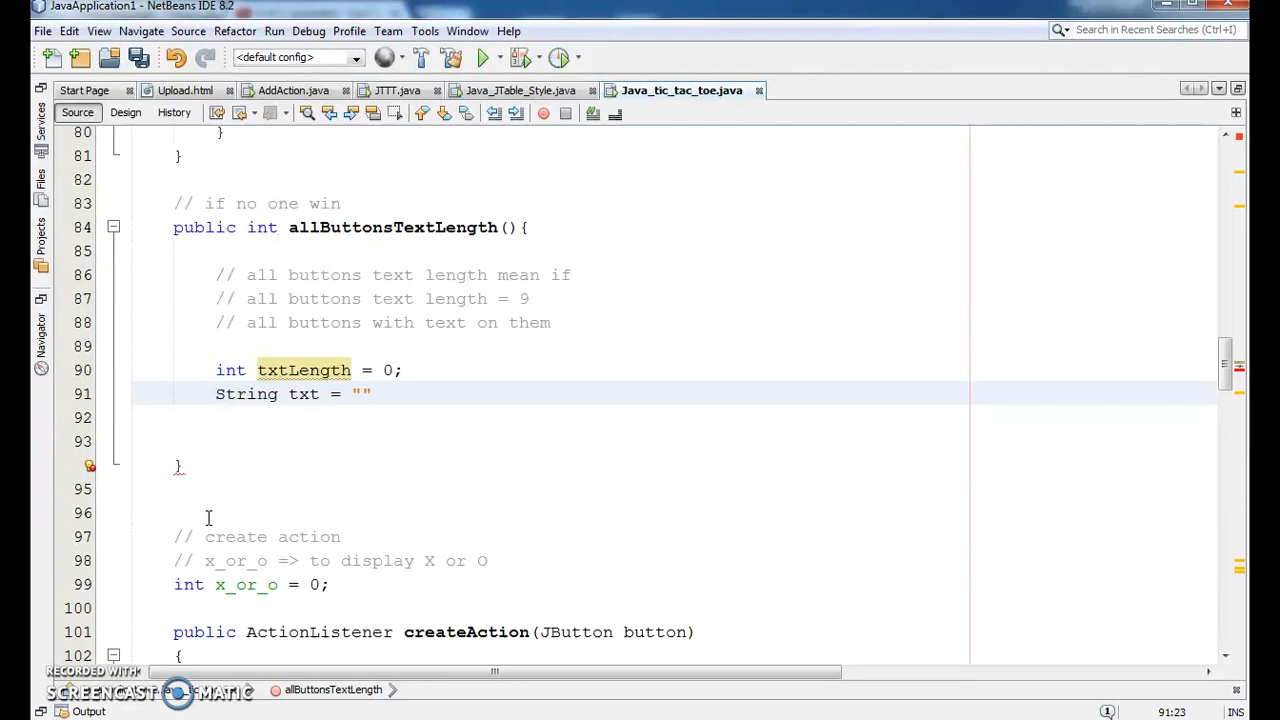 JavaApplication1 - NetBeans IDE 8.2
File Edit View Navigate Source Refactor Run Debug Profile Team Tools Window Help
Search in Recent Searches (Ctrl+I)
<default config>
Start Page Upload.html AddAction.java JTTT.java Java_JTable_Style.java Java_tic_tac_toe.java
Source Design History
Services
Files
Projects
Navigator
80 }
81 }
82
83 // if no one win
84 public int allButtonsTextLength(){
85
86 // all buttons text length mean if
87 // all buttons text length = 9
88 // all buttons with text on them
89
90 int txtLength = 0;
91 String txt = ""
92
93
94 }
95
96
97 // create action
98 // x_or_o => to display X or O
99 int x_or_o = 0;
100
101 public ActionListener createAction(JButton button)
102 {
RECORDED WITH
SCREENCAST MATIC
allButtonsTextLength
Output
1 91:23 INS